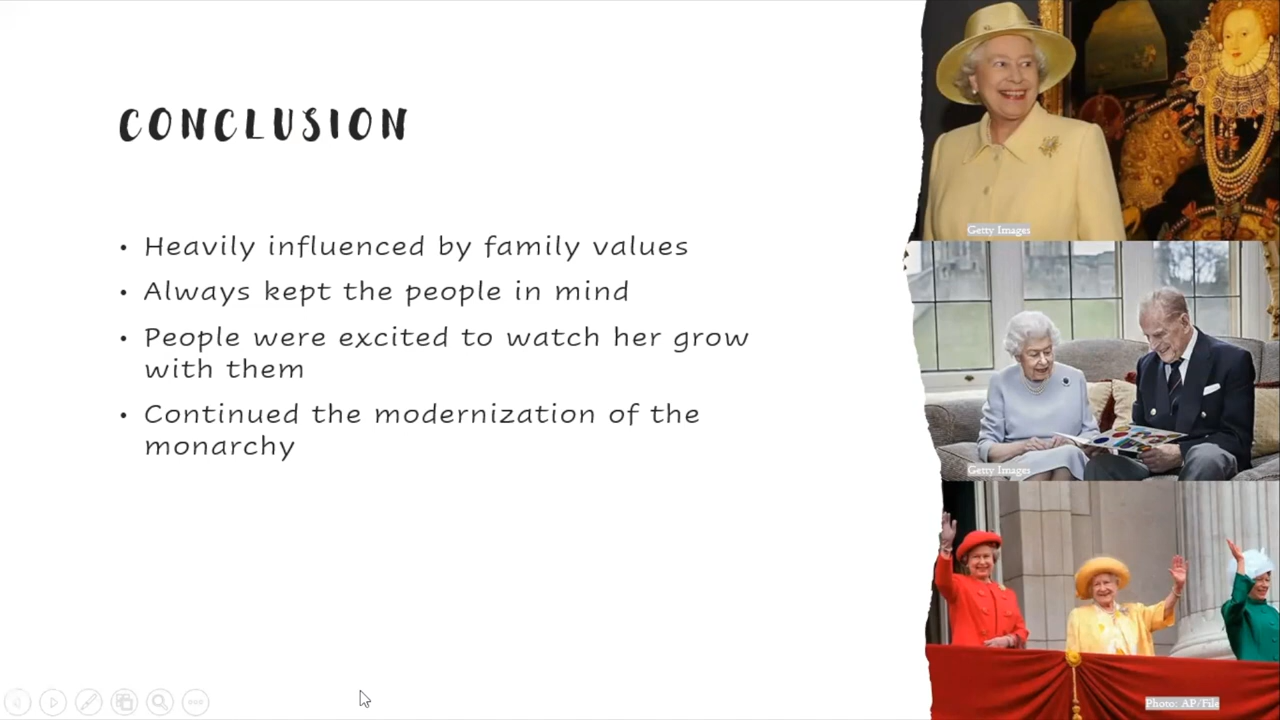 CONCLUSION
• Heavily influenced by family values
• Always kept the people in mind
• People were excited to watch her grow
with them
• Continued the modernization of the
monarchy
Getty Images
Getty Images
Photo: AP/File